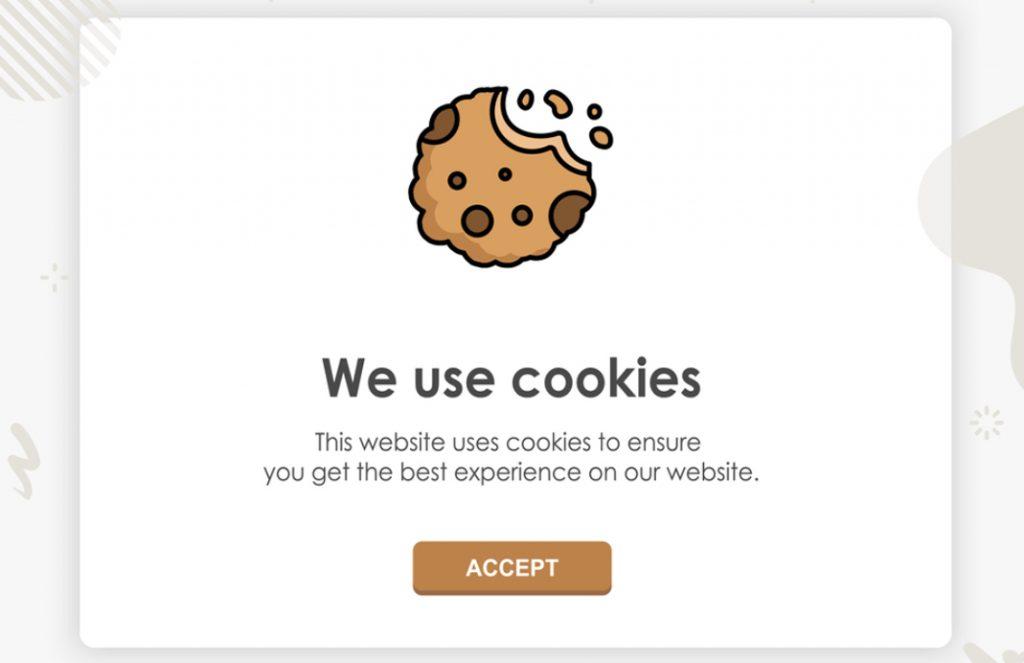 We use cookies
This website uses cookies to ensure
you get the best experience on our website.
ACCEPT